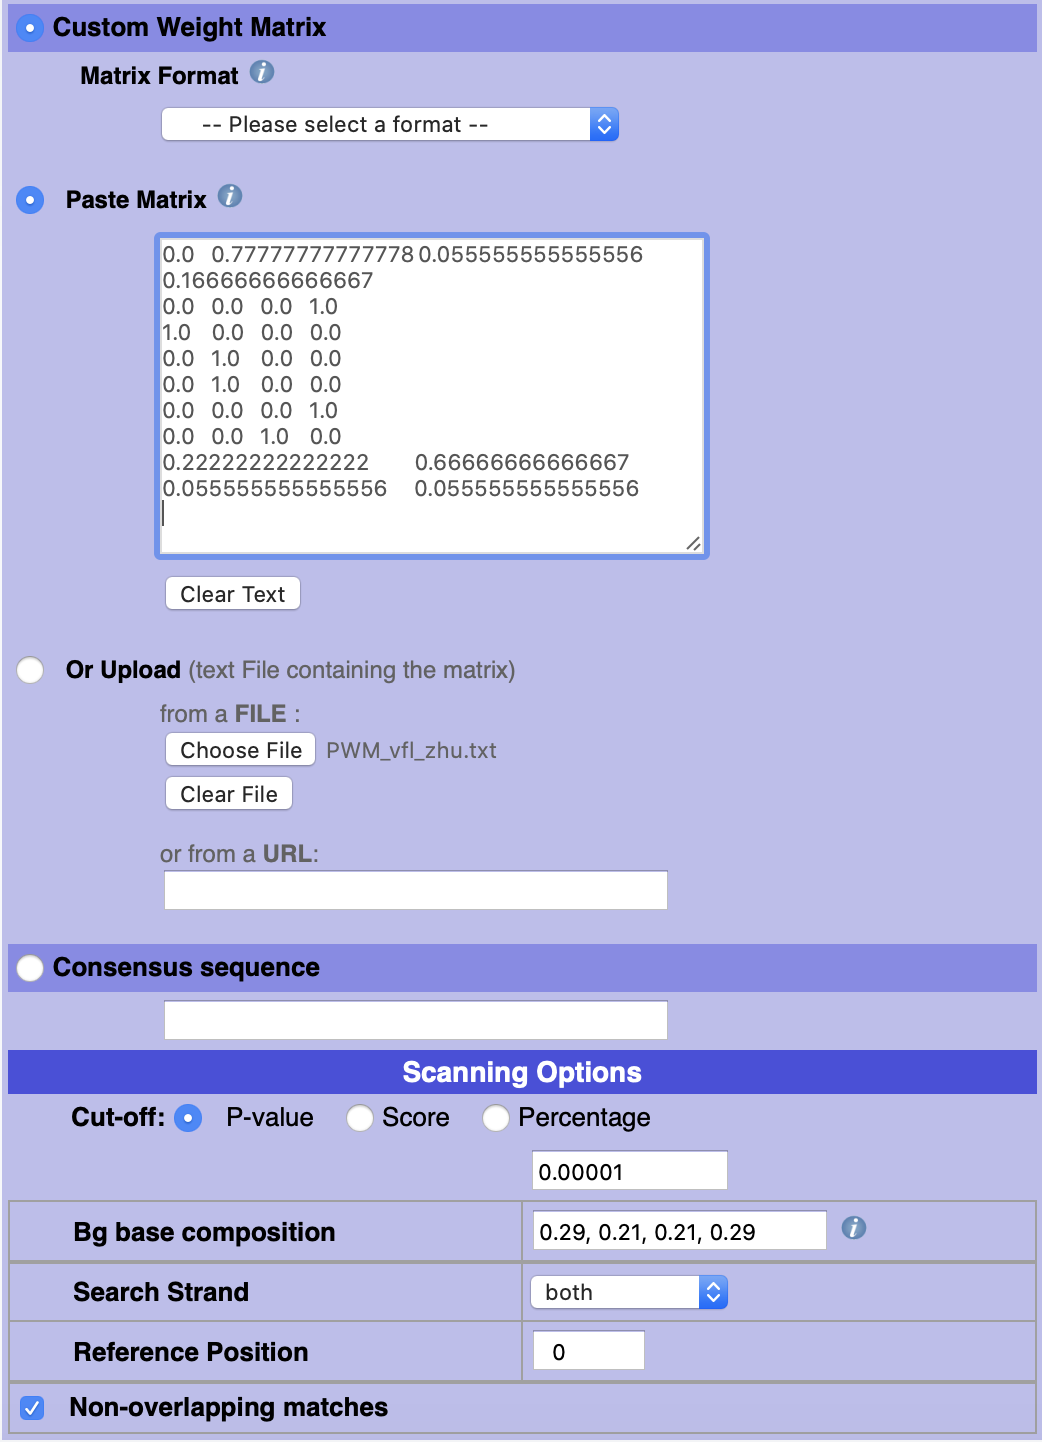 Custom Weight Matrix
Matrix Format i
-- Please select a format --
Paste Matrix i
0.0 0.77777777777778 0.055555555555556
0.16666666666667
0.0 0.0 0.0 1.0
1.0 0.0 0.0 0.0
0.0 1.0 0.0 0.0
0.0 1.0 0.0 0.0
0.0 0.0 0.0 1.0
0.0 0.0 1.0 0.0
0.22222222222222 0.66666666666667
0.055555555555556 0.055555555555556
Clear Text
Or Upload (text File containing the matrix)
from a FILE :
Choose File PWM_vfl_zhu.txt
Clear File
or from a URL:
Consensus sequence
Scanning Options
Cut-off: P-value Score Percentage
0.00001
Bg base composition 0.29, 0.21, 0.21, 0.29 i
Search Strand both
Reference Position 0
Non-overlapping matches